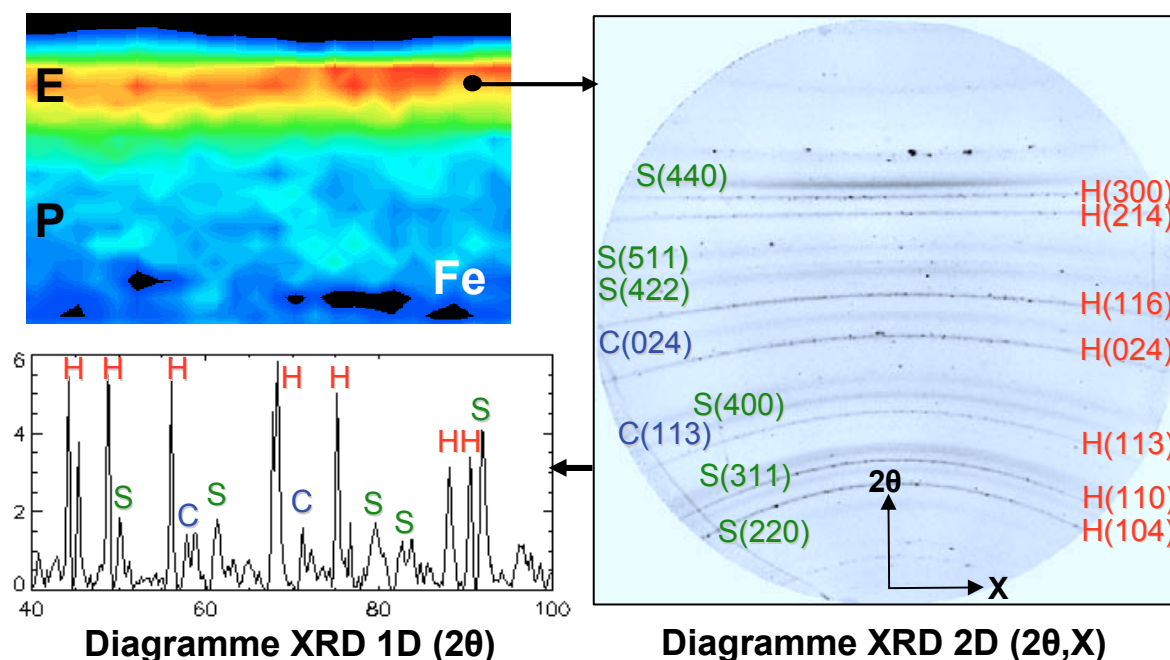 E
P
Fe
6
4
2
0
H H H H H
S
HH
S C S C S S
40 60 80 100
Diagramme XRD 1D (2θ)
S(440)
S(511)
S(422)
C(024)
S(400)
C(113)
S(311)
S(220)
H(300)
H(214)
H(116)
H(024)
H(113)
H(110)
H(104)
2θ
X
Diagramme XRD 2D (2θ,X)